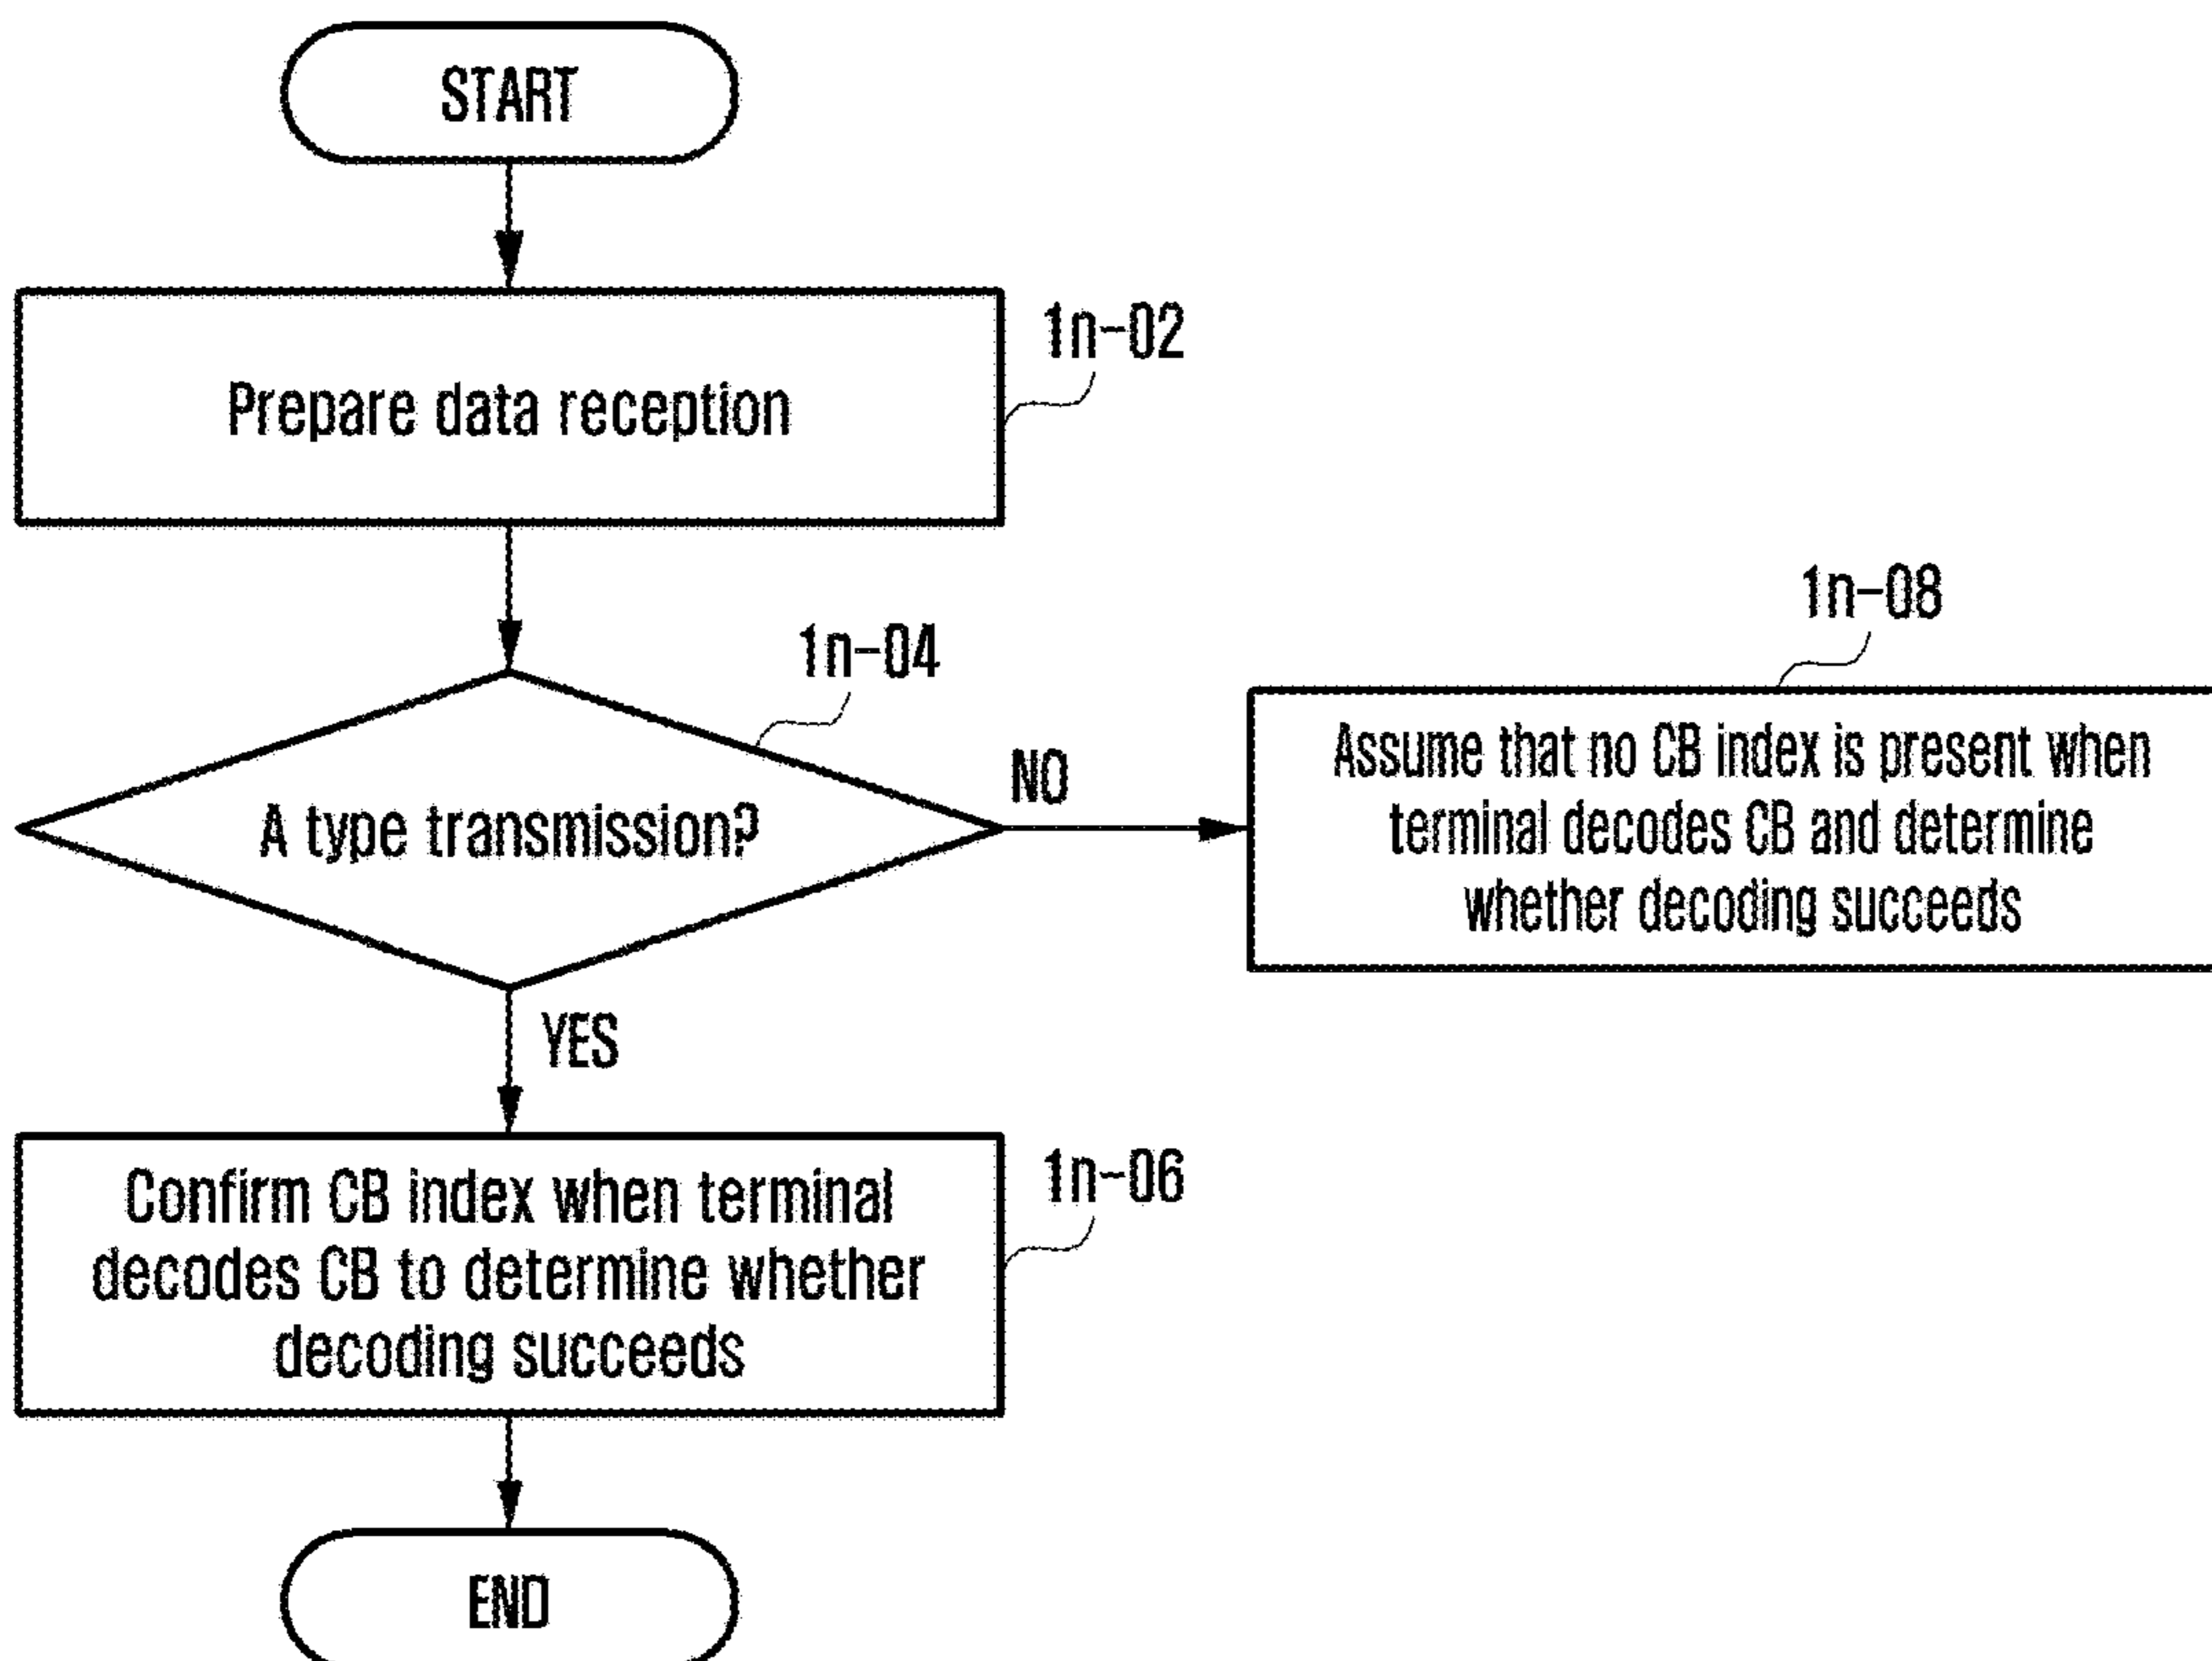 START
1n-02
Prepare data reception
1n-04
1n-08
A type transmission?
NO
Assume that no CB index is present when
terminal decodes CB and determine
whether decoding succeeds
YES
1n-06
Confirm CB index when terminal
decodes CB to determine whether
decoding succeeds
END